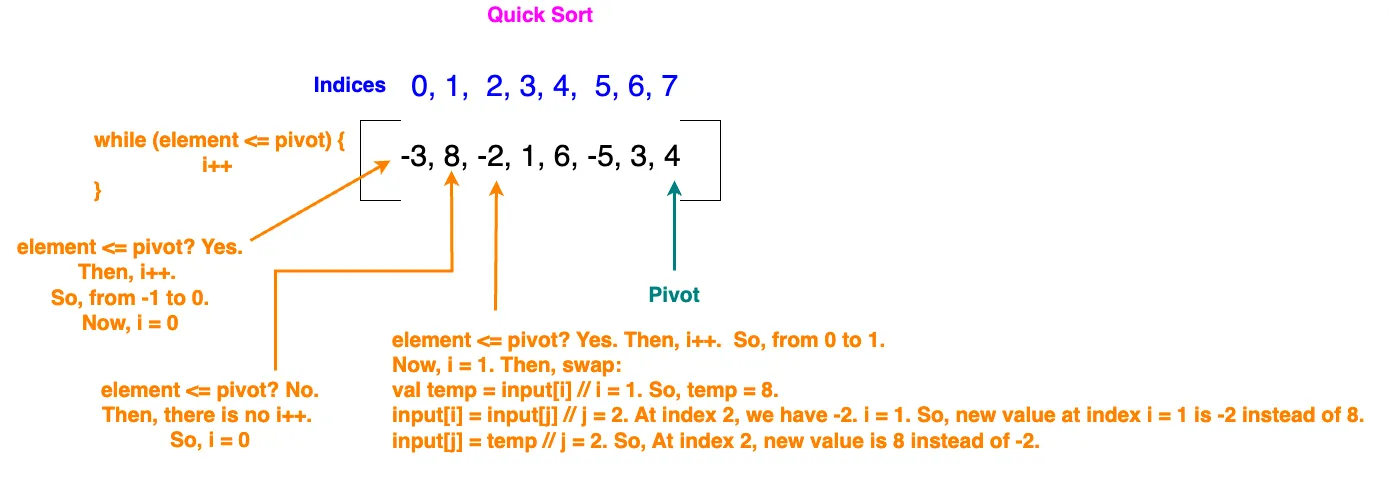 Quick Sort
Indices 0, 1, 2, 3, 4, 5, 6, 7
while (element <= pivot) {
i++
}
-3, 8, -2, 1, 6, -5, 3, 4
element <= pivot? Yes.
Then, i++.
So, from -1 to 0.
Now, i = 0
Pivot
element <= pivot? No.
Then, there is no i++.
So, i = 0
element <= pivot? Yes. Then, i++. So, from 0 to 1.
Now, i = 1. Then, swap:
val temp = input[i] // i = 1. So, temp = 8.
input[i] = input[j] // j = 2. At index 2, we have -2. i = 1. So, new value at index i = 1 is -2 instead of 8.
input[j] = temp // j = 2. So, At index 2, new value is 8 instead of -2.